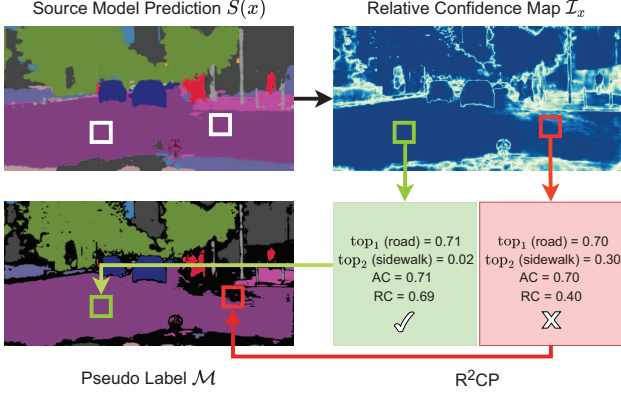 Source Model Prediction S(x)
Relative Confidence Map ℐₓ
top₁ (road) = 0.71
top₂ (sidewalk) = 0.02
AC = 0.71
RC = 0.69
✓
top₁ (road) = 0.70
top₂ (sidewalk) = 0.30
AC = 0.70
RC = 0.40
X
Pseudo Label ℳ
R²CP